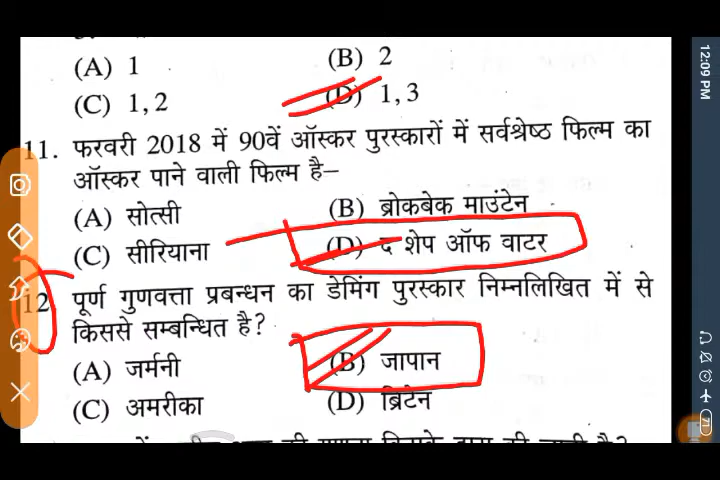 (A) 1 (B) 2
(C) 1, 2 (D) 1, 3
11. फरवरी 2018 में 90वें ऑस्कर पुरस्कारों में सर्वश्रेष्ठ फिल्म का
ऑस्कर पाने वाली फिल्म है–
(A) सोत्सी (B) ब्रोकबेक माउंटेन
(C) सीरियाना (D) द शेप ऑफ वाटर
12 पूर्ण गुणवत्ता प्रबन्धन का डेमिंग पुरस्कार निम्नलिखित में से
किससे सम्बन्धित है?
(A) जर्मनी (B) जापान
(C) अमरीका (D) ब्रिटेन
12:09 PM
71